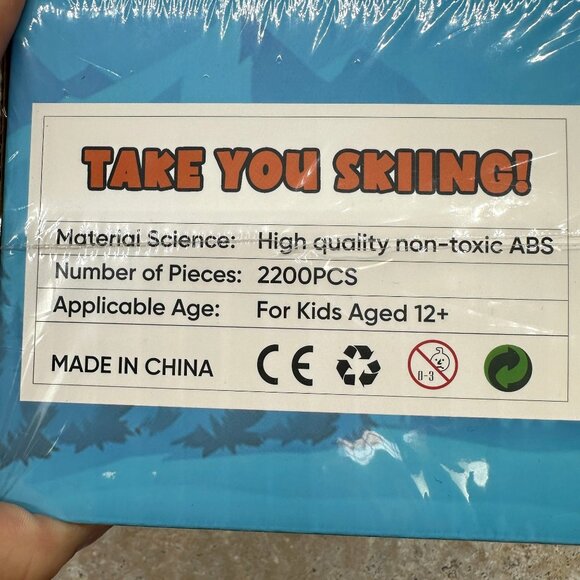 TAKE YOU SKIING!
Material Science: High quality non-toxic ABS
Number of Pieces: 2200PCS
Applicable Age: For Kids Aged 12+
MADE IN CHINA CE 0-3